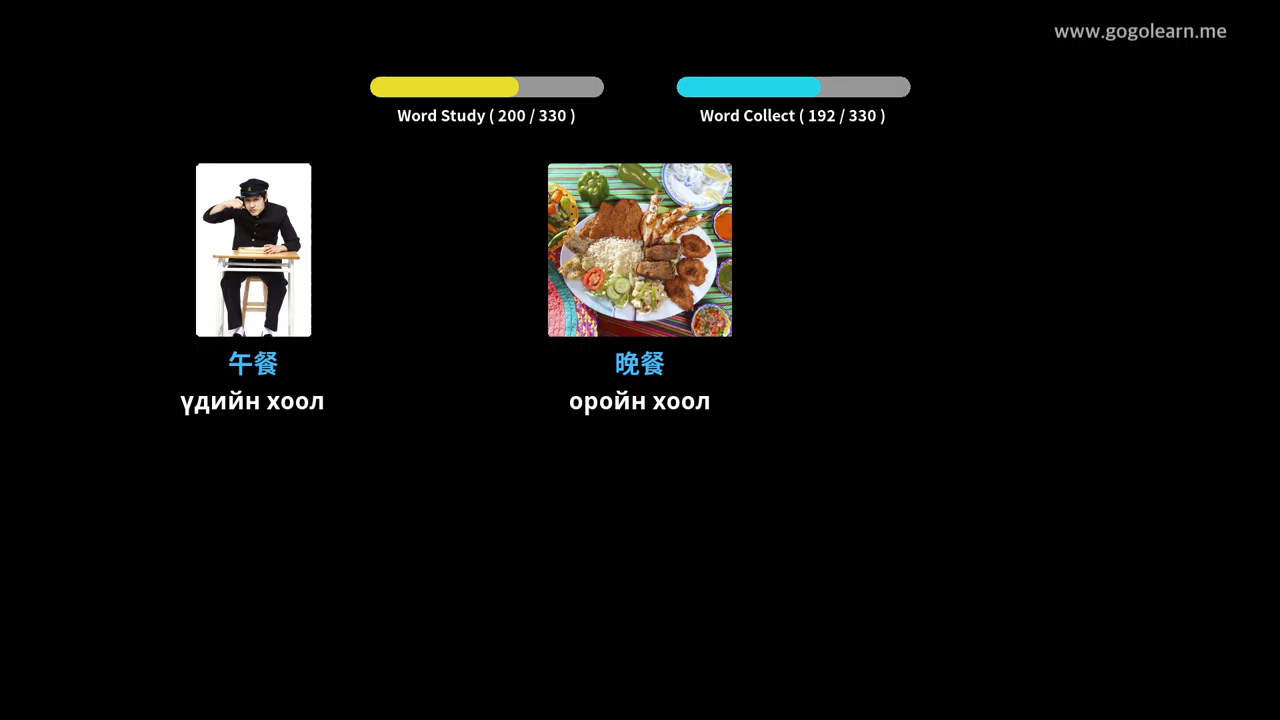 www.gogolearn.me
Word Study ( 200 / 330 )
Word Collect ( 192 / 330 )
午餐
晚餐
үдийн хоол
оройн хоол